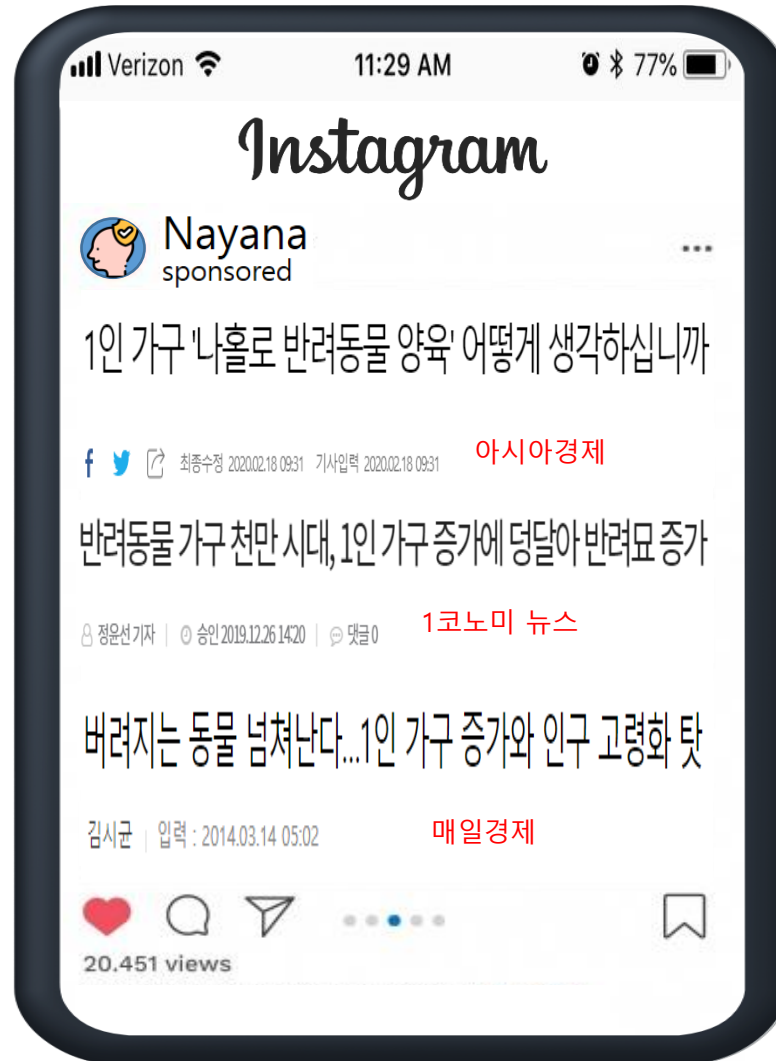 Verizon 11:29 AM 77%
Instagram
Nayana
sponsored
1인 가구 '나홀로 반려동물 양육' 어떻게 생각하십니까
최종수정 2020.02.18 09:31 기사입력 2020.02.18 09:31 아시아경제
반려동물 가구 천만 시대, 1인 가구 증가에 덩달아 반려묘 증가
정윤선 기자 승인 2019.12.26 14:20 댓글 0 1코노미 뉴스
버려지는 동물 넘쳐난다...1인 가구 증가와 인구 고령화 탓
김시균 입력 : 2014.03.14 05:02 매일경제
20.451 views